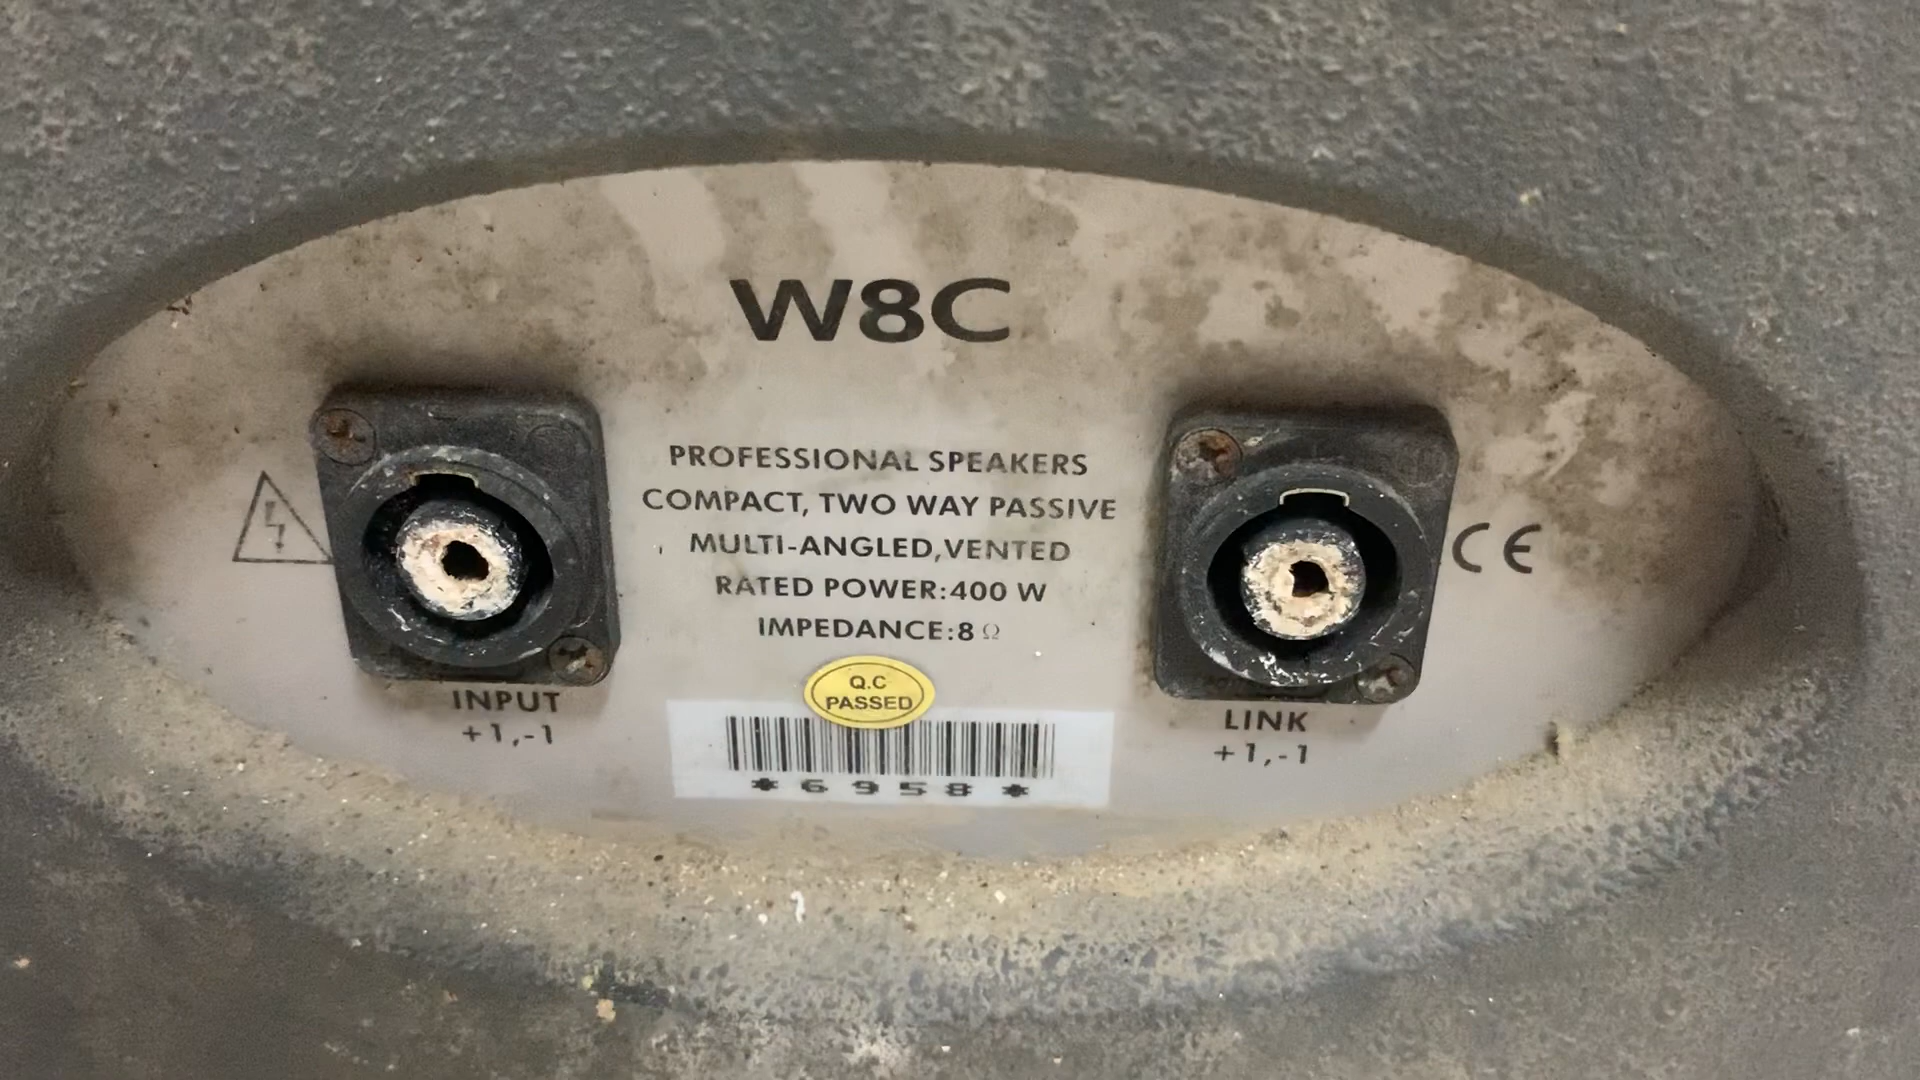 W8C
PROFESSIONAL SPEAKERS
COMPACT, TWO WAY PASSIVE
MULTI-ANGLED,VENTED
RATED POWER:400 W
IMPEDANCE:8 Ω
CE
Q.C
PASSED
INPUT
+1,-1
LINK
+1,-1
*6958*